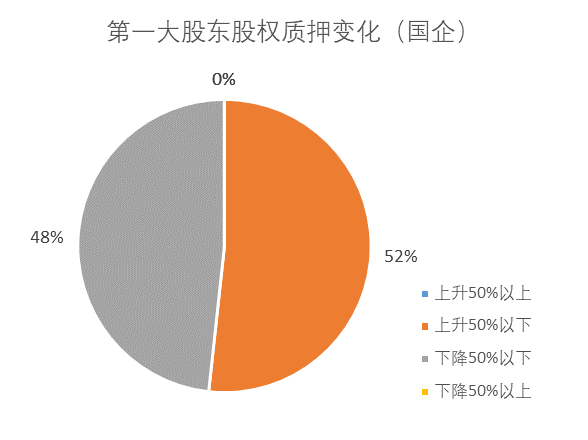 第一大股东股权质押变化（国企）
0%
48%
52%
上升50%以上
上升50%以下
下降50%以下
下降50%以上